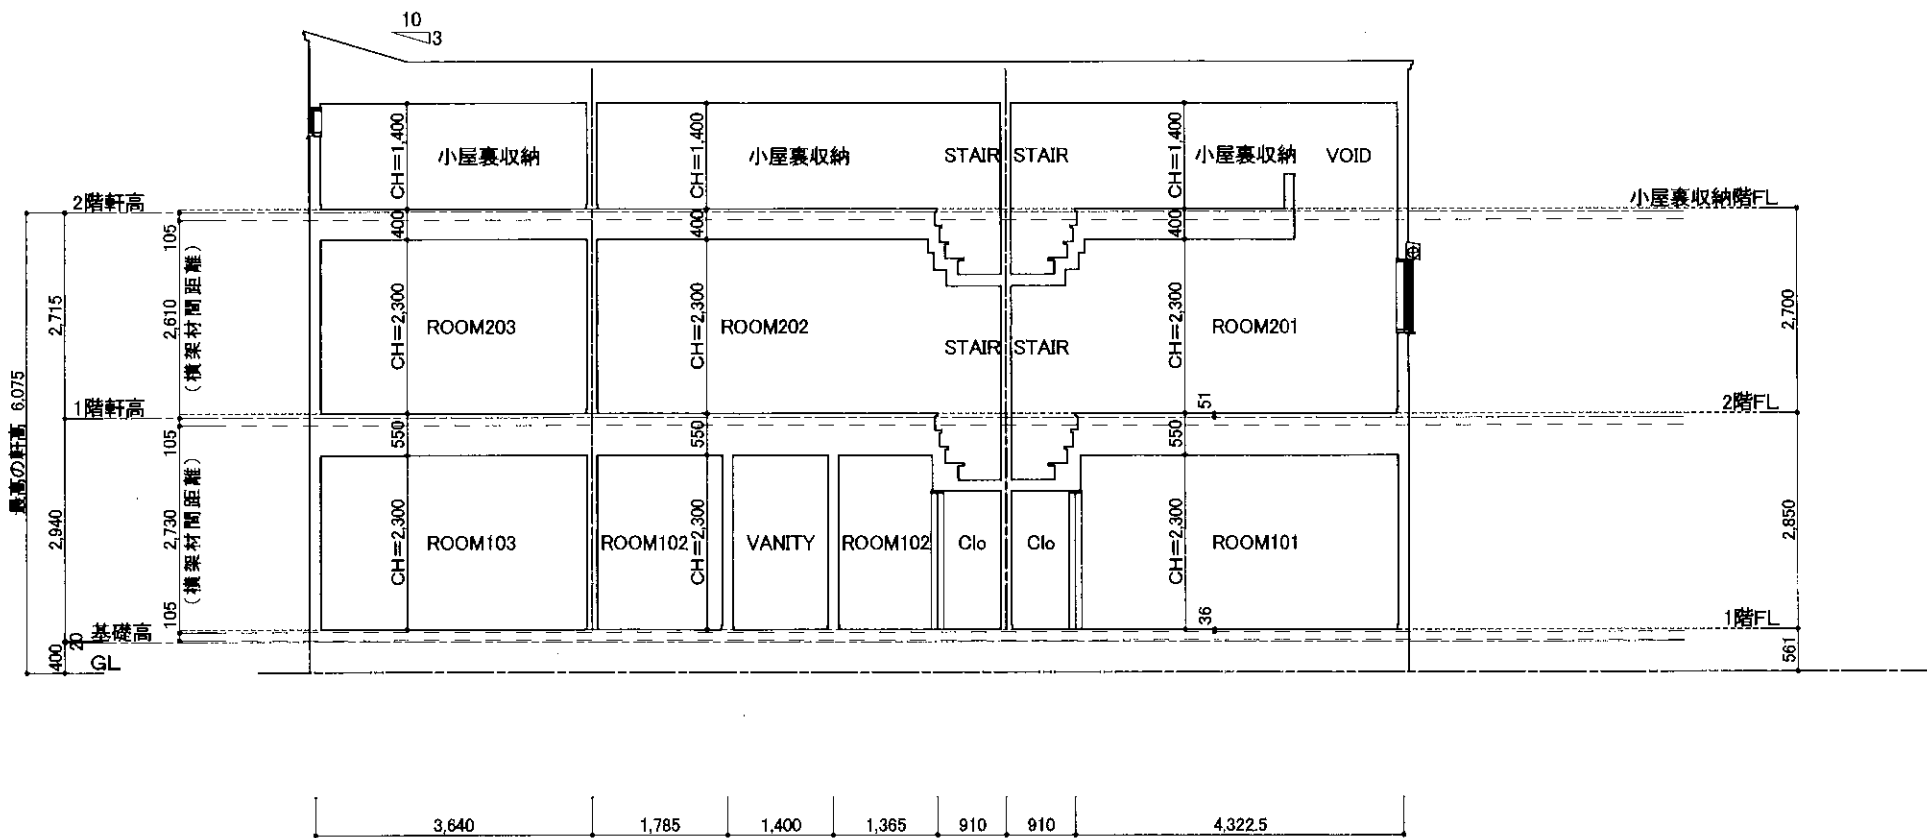 10
3
CH=1,400
小屋裏収納
CH=1,400
小屋裏収納
STAIR
STAIR
CH=1,400
小屋裏収納
VOID
2階軒高
小屋裏収納階FL
105
400
400
400
2,715
2,610
(横架材間距離)
CH=2,300
ROOM203
CH=2,300
ROOM202
STAIR
STAIR
CH=2,300
ROOM201
2,700
最高の軒高 6,075
1階軒高
51
2階FL
105
550
550
550
2,940
2,730
(横架材間距離)
CH=2,300
ROOM103
ROOM102
CH=2,300
VANITY
ROOM102
Clo
Clo
CH=2,300
ROOM101
2,850
105
36
基礎高
1階FL
20
400
GL
561
3,640
1,785
1,400
1,365
910
910
4,322.5